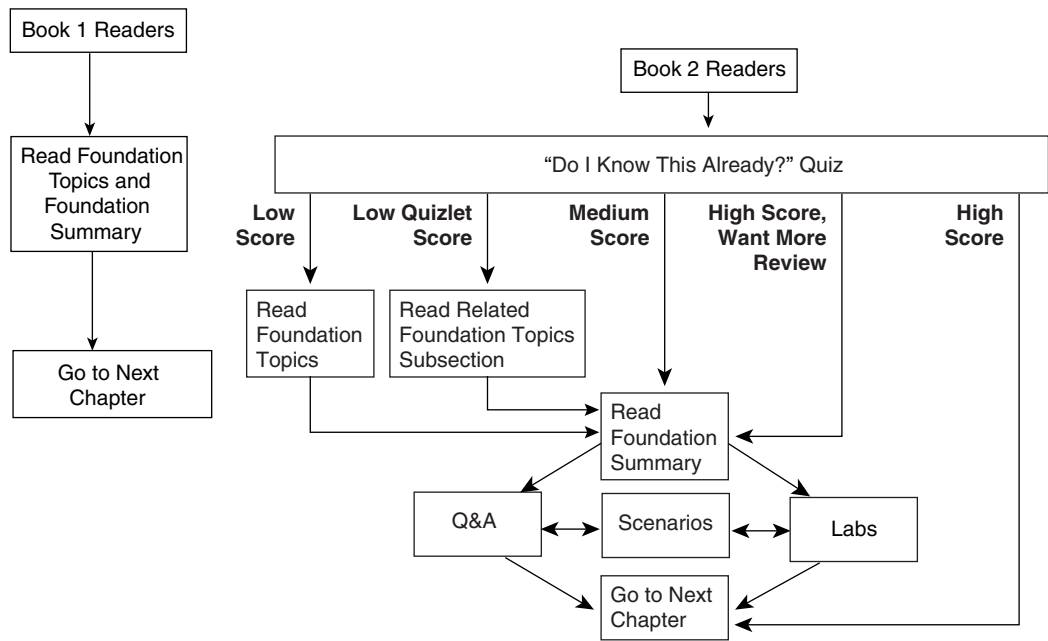 Book 1 Readers
Read Foundation
Topics and
Foundation
Summary
Go to Next
Chapter
Book 2 Readers
“Do I Know This Already?” Quiz
Low
Score
Low Quizlet
Score
Medium
Score
High Score,
Want More
Review
High
Score
Read
Foundation
Topics
Read Related
Foundation Topics
Subsection
Read
Foundation
Summary
Q&A
Scenarios
Labs
Go to Next
Chapter